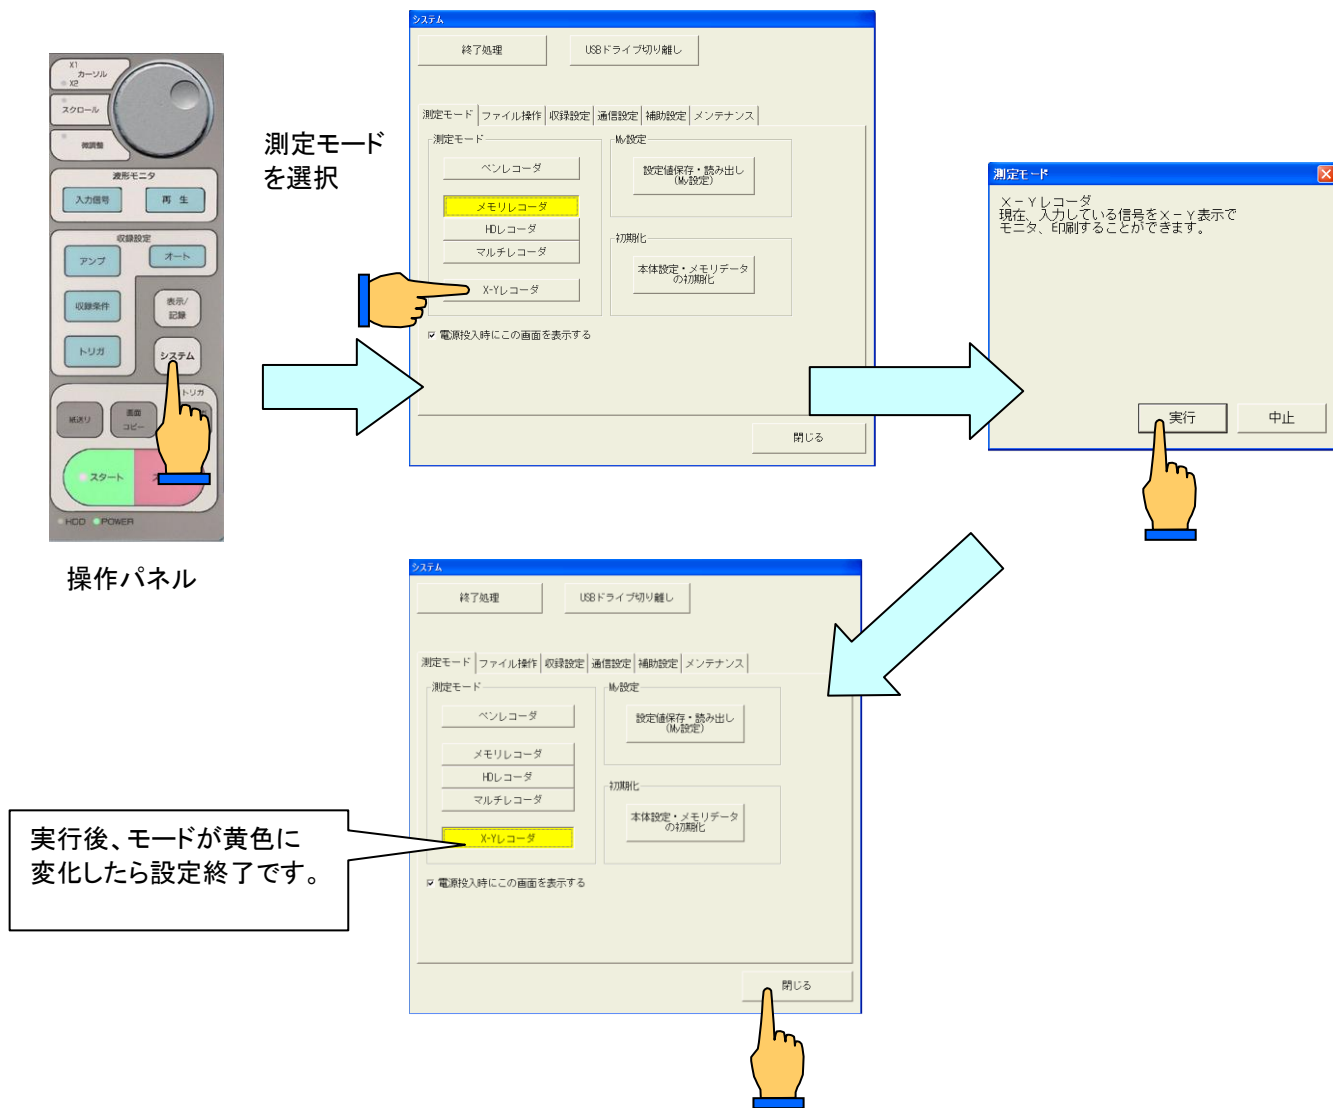 X1
カーソル
X2
スクロール
微調整
波形モニタ
入力信号
再 生
収録設定
アンプ
オート
収録条件
表示/
記録
トリガ
システム
トリガ
紙送り
画面
コピー
スタート
HDD
POWER
操作パネル
測定モード
を選択
システム
終了処理
USBドライブ切り離し
測定モード ファイル操作 収録設定 通信設定 補助設定 メンテナンス
測定モード
ペンレコーダ
メモリレコーダ
HDレコーダ
マルチレコーダ
X-Yレコーダ
My設定
設定値保存・読み出し
(My設定)
初期化
本体設定・メモリデータ
の初期化
電源投入時にこの画面を表示する
閉じる
測定モード
X-Yレコーダ
現在、入力している信号をX-Y表示で
モニタ、印刷することができます。
実行
中止
システム
終了処理
USBドライブ切り離し
測定モード ファイル操作 収録設定 通信設定 補助設定 メンテナンス
測定モード
ペンレコーダ
メモリレコーダ
HDレコーダ
マルチレコーダ
X-Yレコーダ
My設定
設定値保存・読み出し
(My設定)
初期化
本体設定・メモリデータ
の初期化
電源投入時にこの画面を表示する
閉じる
実行後、モードが黄色に
変化したら設定終了です。